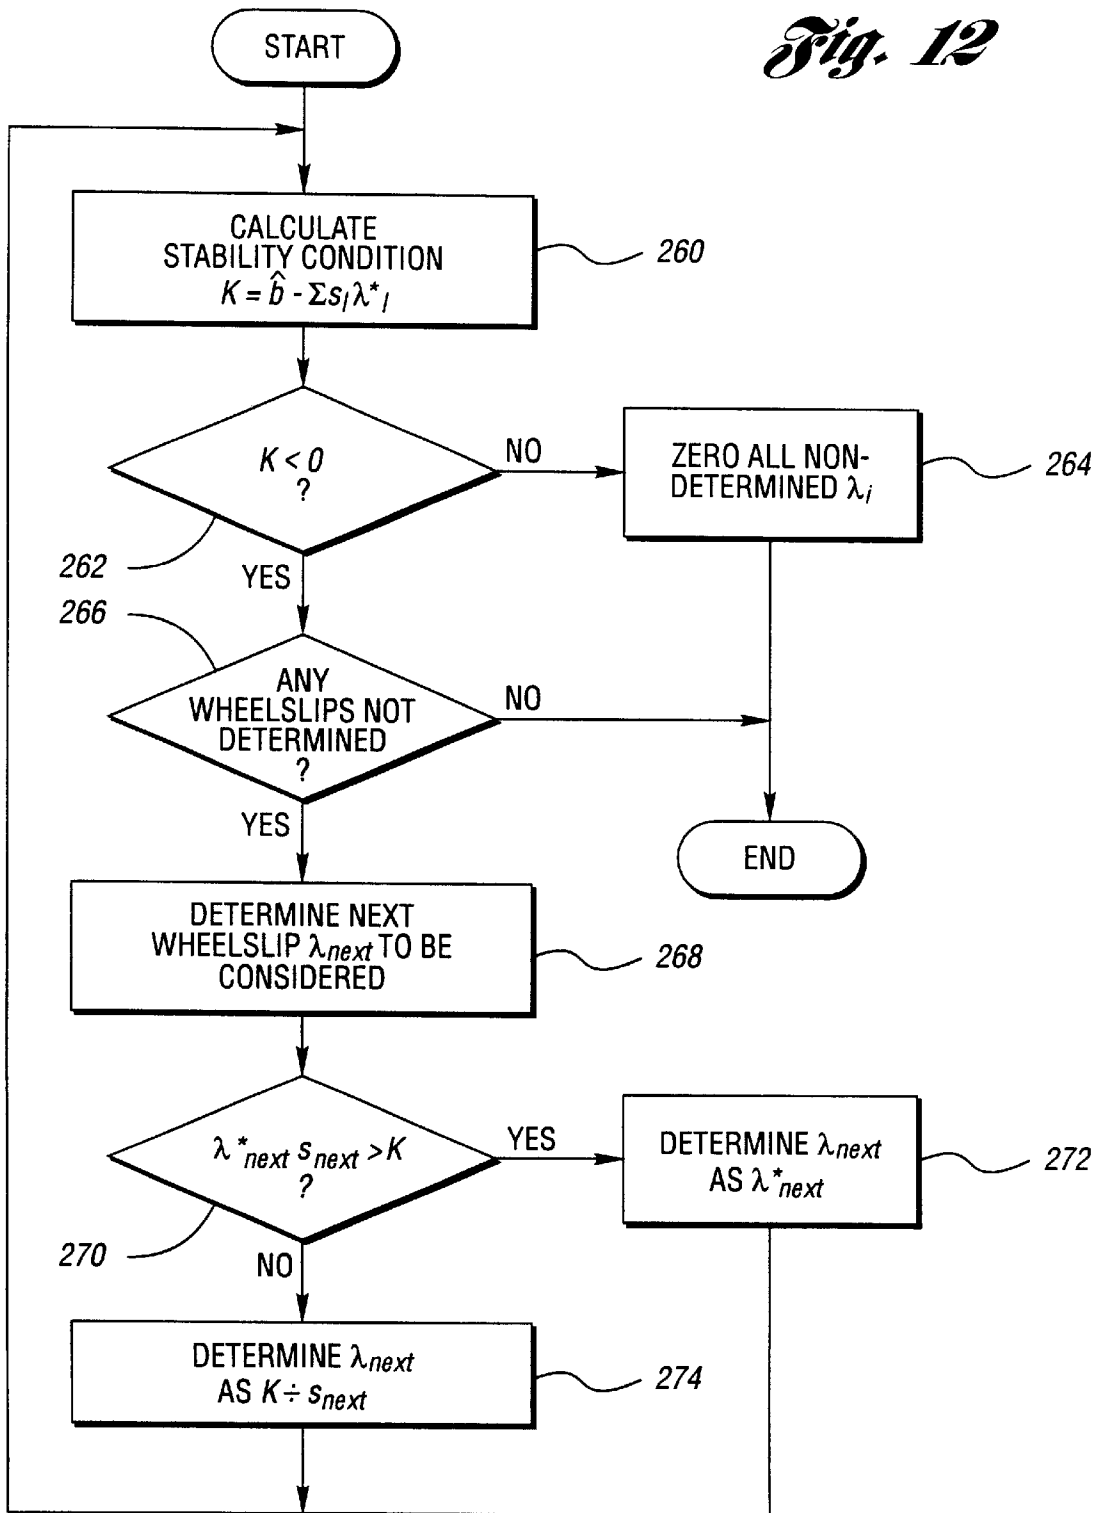 Fig. 12
START
CALCULATE
STABILITY CONDITION
K = b̂ - Σs_i λ*_i
260
K < 0
?
NO
ZERO ALL NON-
DETERMINED λ_i
264
262
YES
266
ANY
WHEELSLIPS NOT
DETERMINED
?
NO
YES
END
DETERMINE NEXT
WHEELSLIP λ_next TO BE
CONSIDERED
268
λ*_next s_next > K
?
YES
DETERMINE λ_next
AS λ*_next
272
270
NO
DETERMINE λ_next
AS K ÷ s_next
274